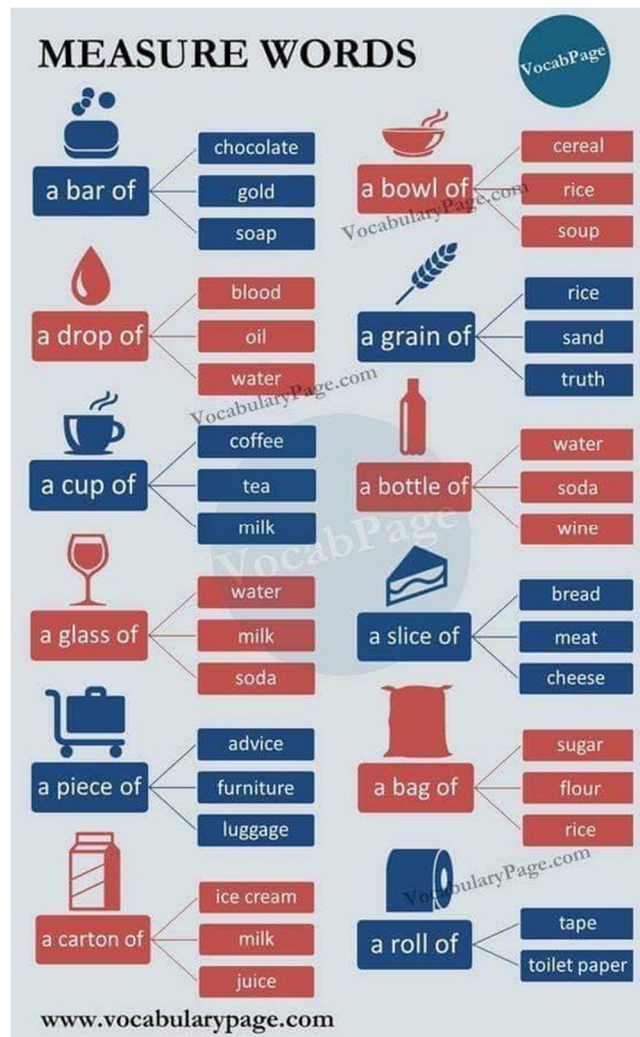 MEASURE WORDS
VocabPage
a bar of
chocolate
gold
soap
a bowl of
cereal
rice
soup
VocabularyPage.com
a drop of
blood
oil
water
a grain of
rice
sand
truth
VocabularyPage.com
a cup of
coffee
tea
milk
a bottle of
water
soda
wine
VocabPage
a glass of
water
milk
soda
a slice of
bread
meat
cheese
a piece of
advice
furniture
luggage
a bag of
sugar
flour
rice
VocabularyPage.com
a carton of
ice cream
milk
juice
a roll of
tape
toilet paper
www.vocabularypage.com